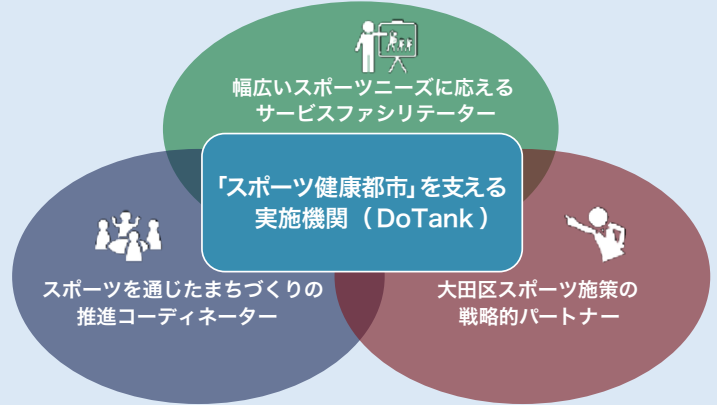 幅広いスポーツニーズに応える
サービスファシリテーター
「スポーツ健康都市」を支える
実施機関（DoTank）
スポーツを通じたまちづくりの
推進コーディネーター
大田区スポーツ施策の
戦略的パートナー